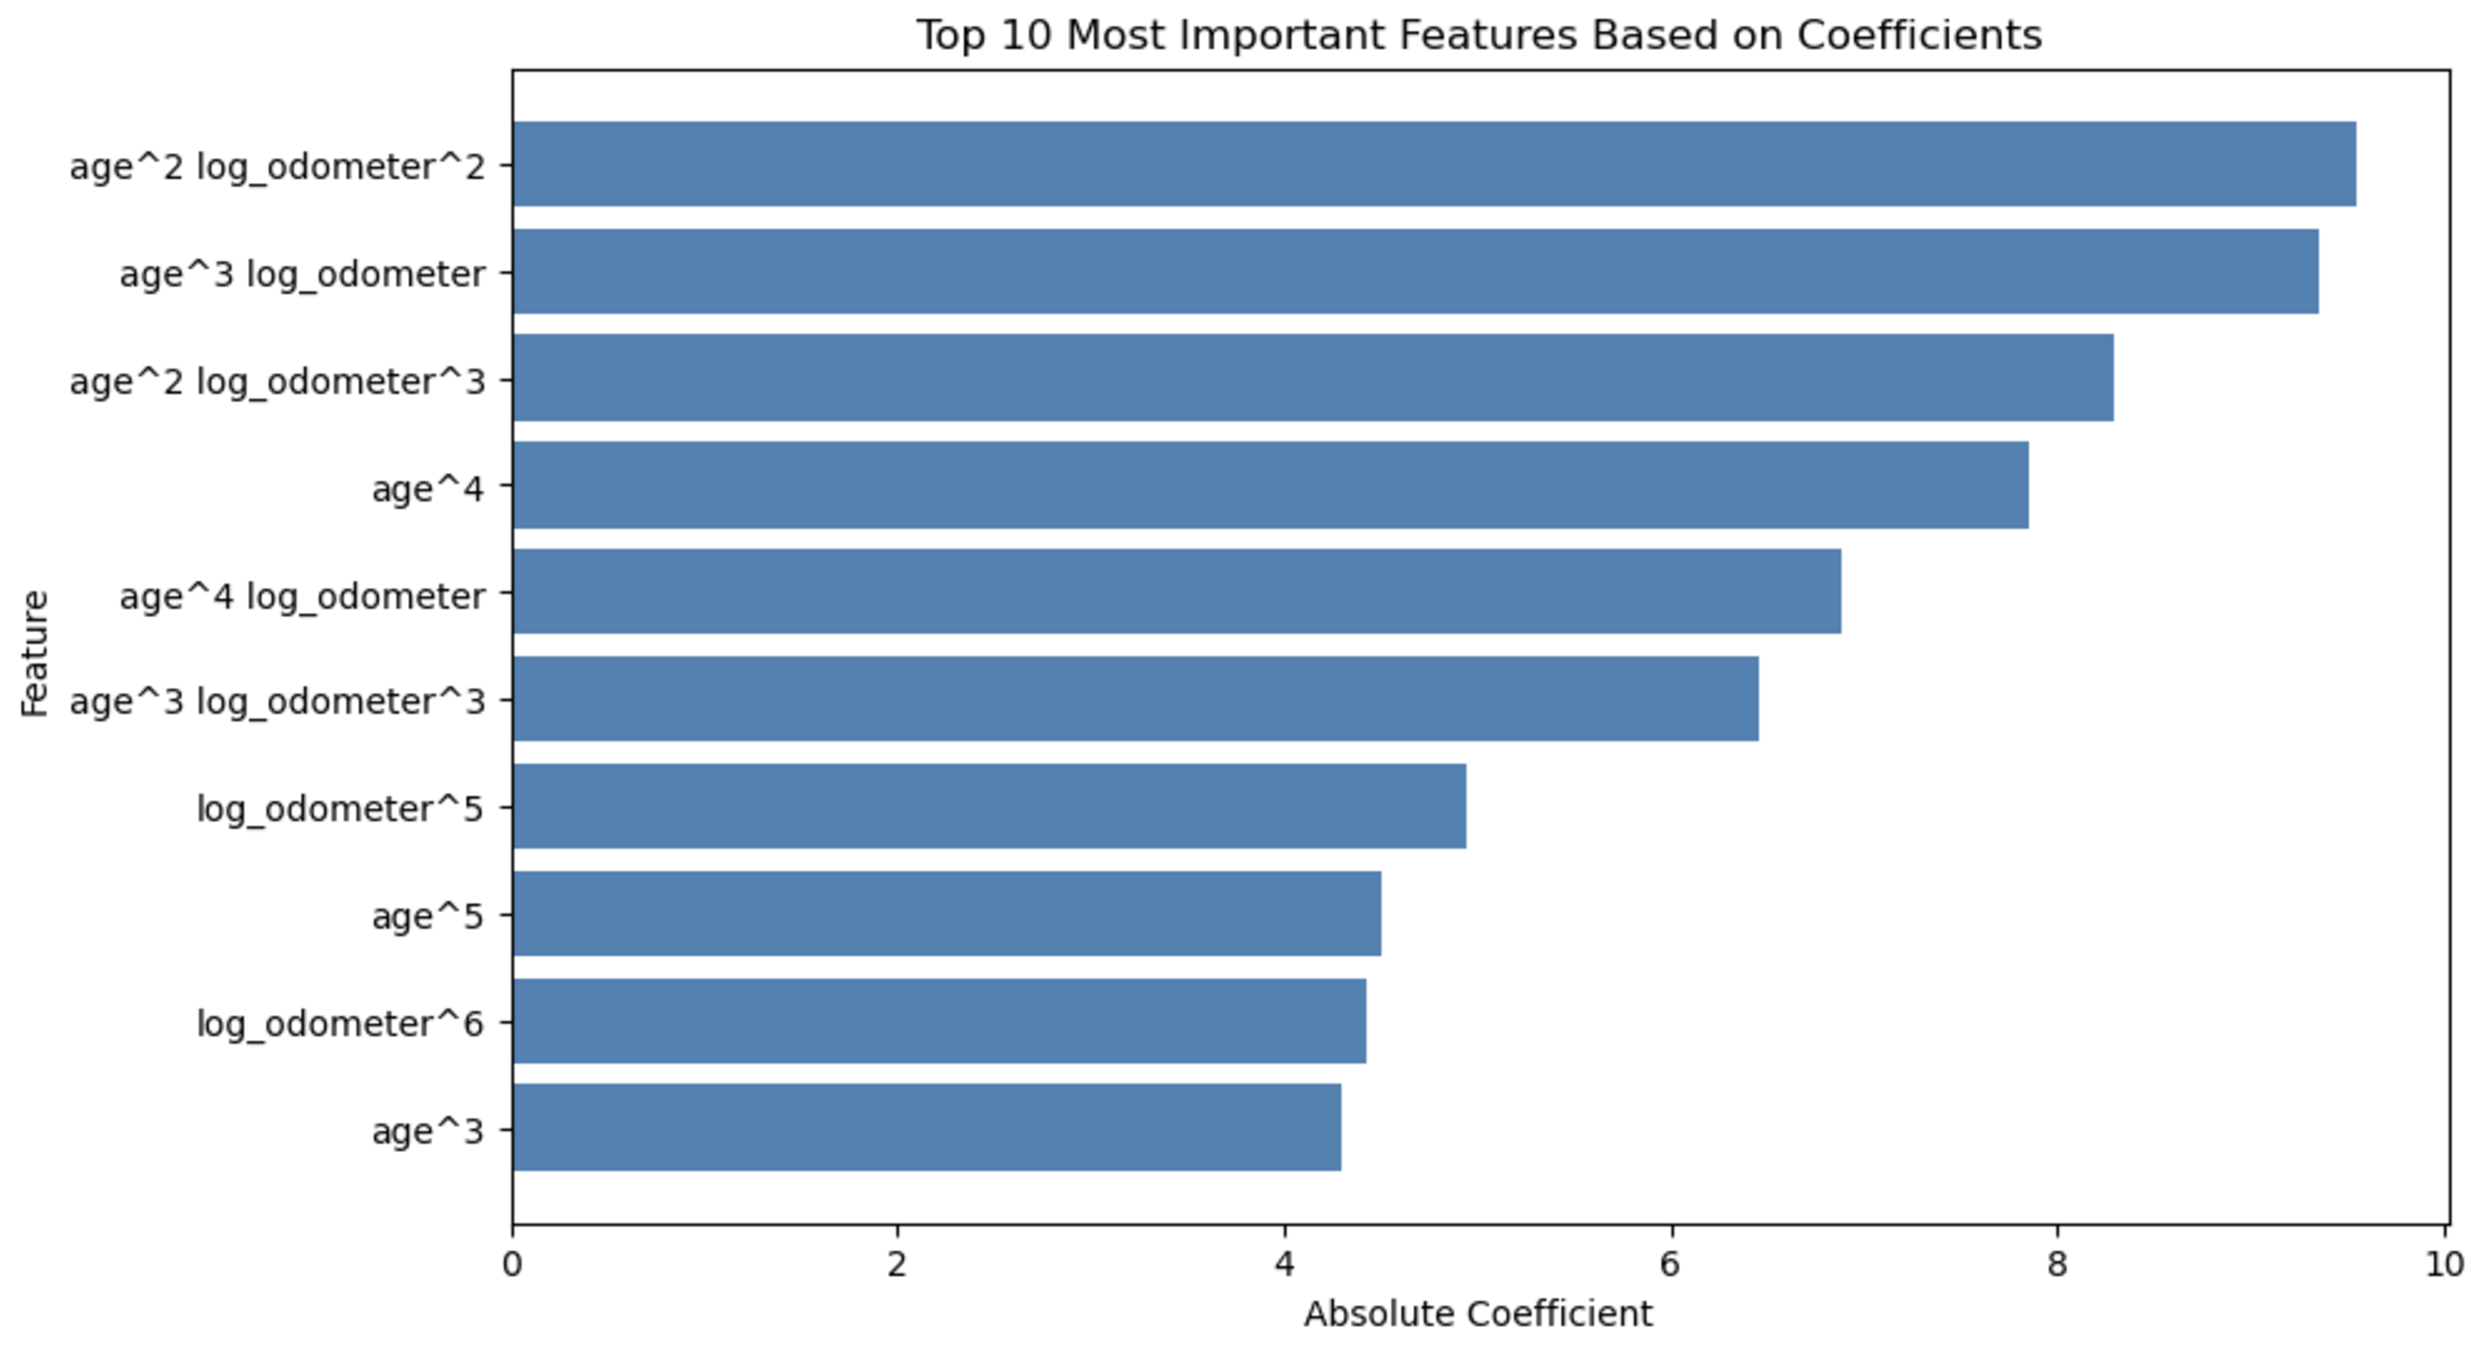 Top 10 Most Important Features Based on Coefficients
age^2 log_odometer^2
age^3 log_odometer
age^2 log_odometer^3
age^4
age^4 log_odometer
age^3 log_odometer^3
log_odometer^5
age^5
log_odometer^6
age^3
Feature
0 2 4 6 8 10
Absolute Coefficient